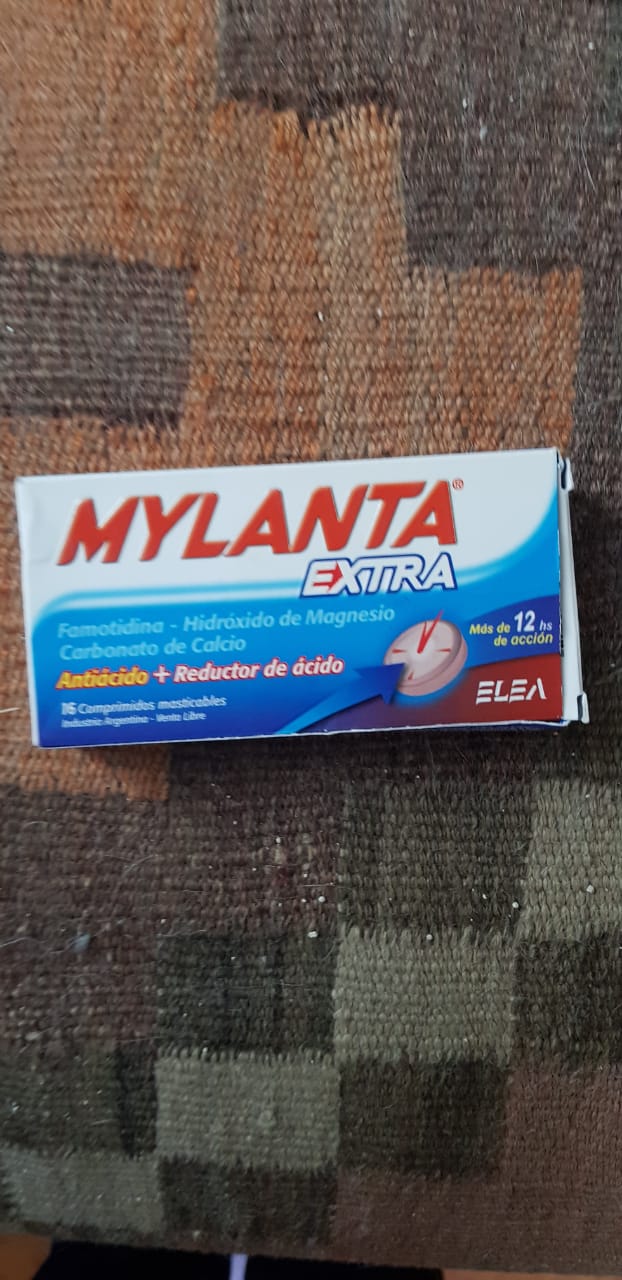 MYLANTA®
EXTRA
Famotidina - Hidróxido de Magnesio
Carbonato de Calcio
Antiácido + Reductor de ácido
16 Comprimidos masticables
Industria Argentina - Venta Libre
Más de 12 hs
de acción
ELEA